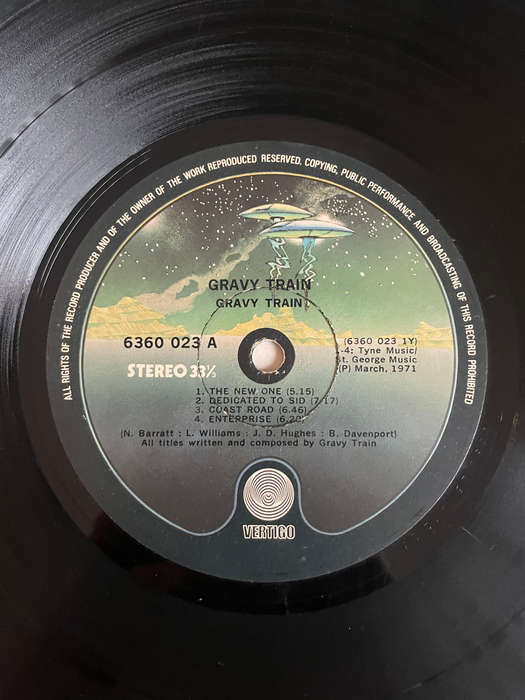 ALL RIGHTS OF THE RECORD PRODUCER AND OF THE OWNER OF THE WORK REPRODUCED RESERVED. COPYING, PUBLIC PERFORMANCE AND BROADCASTING OF THIS RECORD PROHIBITED
GRAVY TRAIN
GRAVY TRAIN
6360 023 A
(6360 023 1Y)
-4: Tyne Music/
St. George Music
(P) March, 1971
STEREO 33⅓
1. THE NEW ONE (5.15)
2. DEDICATED TO SID (7.17)
3. COAST ROAD (6.46)
4. ENTERPRISE (6.20)
(N. Barratt : L. Williams : J. D. Hughes : B. Davenport)
All titles written and composed by Gravy Train
VERTIGO